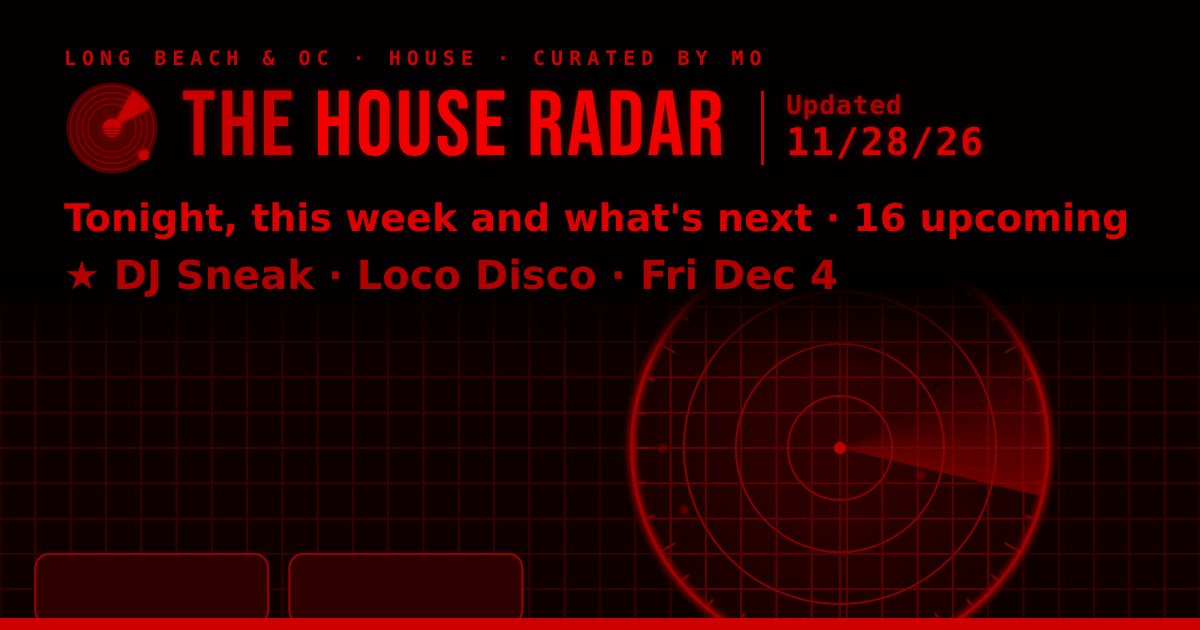 LONG BEACH & OC · HOUSE · CURATED BY MO
THE HOUSE RADAR
Updated
11/28/26
Tonight, this week and what's next · 16 upcoming
★ DJ Sneak · Loco Disco · Fri Dec 4